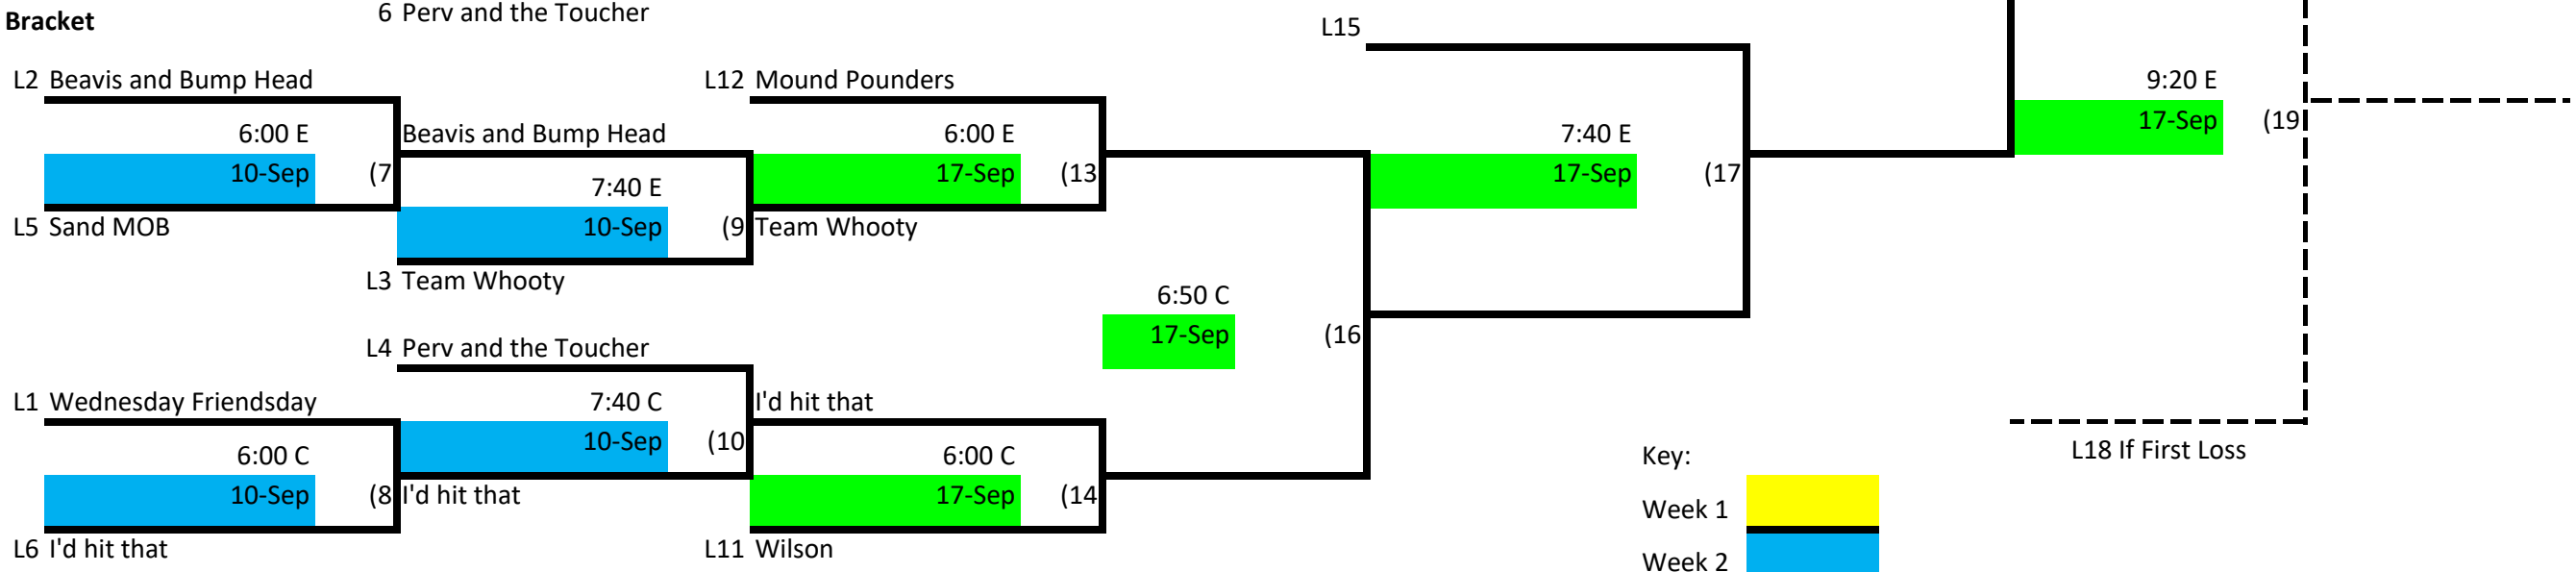 6 Perv and the Toucher
Bracket
L15
L2 Beavis and Bump Head
L12 Mound Pounders
9:20 E
6:00 E
Beavis and Bump Head
6:00 E
7:40 E
17-Sep (19
10-Sep (7
7:40 E
17-Sep (13
17-Sep (17
L5 Sand MOB
10-Sep (9
Team Whooty
L3 Team Whooty
6:50 C
17-Sep (16
L4 Perv and the Toucher
L1 Wednesday Friendsday
7:40 C
I'd hit that
10-Sep (10
6:00 C
6:00 C
Key:
L18 If First Loss
10-Sep (8
I'd hit that
17-Sep (14
Week 1
L6 I'd hit that
L11 Wilson
Week 2